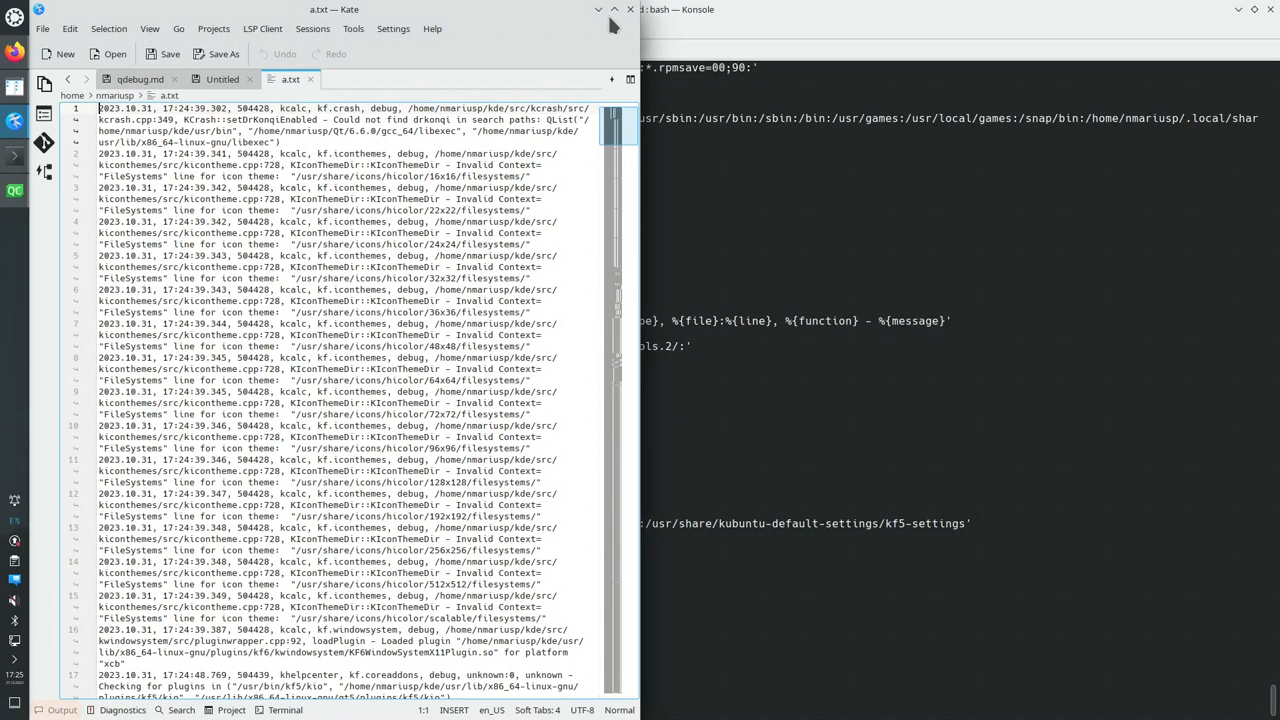 a.txt — Kate
d : bash — Konsole
File Edit Selection View Go Projects LSP Client Sessions Tools Settings Help
New Open Save Save As Undo Redo
qdebug.md Untitled a.txt
home nmariusp a.txt
1 2023.10.31, 17:24:39.302, 504428, kcalc, kf.crash, debug, /home/nmariusp/kde/src/kcrash/src/
kcrash.cpp:349, KCrash::setDrKonqiEnabled - Could not find drkonqi in search paths: QList("/
home/nmariusp/kde/usr/bin", "/home/nmariusp/Qt/6.6.0/gcc_64/libexec", "/home/nmariusp/kde/
usr/lib/x86_64-linux-gnu/libexec")
2 2023.10.31, 17:24:39.341, 504428, kcalc, kf.iconthemes, debug, /home/nmariusp/kde/src/
kiconthemes/src/kicontheme.cpp:728, KIconThemeDir::KIconThemeDir - Invalid Context=
"FileSystems" line for icon theme:  "/usr/share/icons/hicolor/16x16/filesystems/"
3 2023.10.31, 17:24:39.342, 504428, kcalc, kf.iconthemes, debug, /home/nmariusp/kde/src/
kiconthemes/src/kicontheme.cpp:728, KIconThemeDir::KIconThemeDir - Invalid Context=
"FileSystems" line for icon theme:  "/usr/share/icons/hicolor/22x22/filesystems/"
4 2023.10.31, 17:24:39.342, 504428, kcalc, kf.iconthemes, debug, /home/nmariusp/kde/src/
kiconthemes/src/kicontheme.cpp:728, KIconThemeDir::KIconThemeDir - Invalid Context=
"FileSystems" line for icon theme:  "/usr/share/icons/hicolor/24x24/filesystems/"
5 2023.10.31, 17:24:39.343, 504428, kcalc, kf.iconthemes, debug, /home/nmariusp/kde/src/
kiconthemes/src/kicontheme.cpp:728, KIconThemeDir::KIconThemeDir - Invalid Context=
"FileSystems" line for icon theme:  "/usr/share/icons/hicolor/32x32/filesystems/"
6 2023.10.31, 17:24:39.343, 504428, kcalc, kf.iconthemes, debug, /home/nmariusp/kde/src/
kiconthemes/src/kicontheme.cpp:728, KIconThemeDir::KIconThemeDir - Invalid Context=
"FileSystems" line for icon theme:  "/usr/share/icons/hicolor/36x36/filesystems/"
7 2023.10.31, 17:24:39.344, 504428, kcalc, kf.iconthemes, debug, /home/nmariusp/kde/src/
kiconthemes/src/kicontheme.cpp:728, KIconThemeDir::KIconThemeDir - Invalid Context=
"FileSystems" line for icon theme:  "/usr/share/icons/hicolor/48x48/filesystems/"
8 2023.10.31, 17:24:39.345, 504428, kcalc, kf.iconthemes, debug, /home/nmariusp/kde/src/
kiconthemes/src/kicontheme.cpp:728, KIconThemeDir::KIconThemeDir - Invalid Context=
"FileSystems" line for icon theme:  "/usr/share/icons/hicolor/64x64/filesystems/"
9 2023.10.31, 17:24:39.345, 504428, kcalc, kf.iconthemes, debug, /home/nmariusp/kde/src/
kiconthemes/src/kicontheme.cpp:728, KIconThemeDir::KIconThemeDir - Invalid Context=
"FileSystems" line for icon theme:  "/usr/share/icons/hicolor/72x72/filesystems/"
10 2023.10.31, 17:24:39.346, 504428, kcalc, kf.iconthemes, debug, /home/nmariusp/kde/src/
kiconthemes/src/kicontheme.cpp:728, KIconThemeDir::KIconThemeDir - Invalid Context=
"FileSystems" line for icon theme:  "/usr/share/icons/hicolor/96x96/filesystems/"
11 2023.10.31, 17:24:39.346, 504428, kcalc, kf.iconthemes, debug, /home/nmariusp/kde/src/
kiconthemes/src/kicontheme.cpp:728, KIconThemeDir::KIconThemeDir - Invalid Context=
"FileSystems" line for icon theme:  "/usr/share/icons/hicolor/128x128/filesystems/"
12 2023.10.31, 17:24:39.347, 504428, kcalc, kf.iconthemes, debug, /home/nmariusp/kde/src/
kiconthemes/src/kicontheme.cpp:728, KIconThemeDir::KIconThemeDir - Invalid Context=
"FileSystems" line for icon theme:  "/usr/share/icons/hicolor/192x192/filesystems/"
13 2023.10.31, 17:24:39.348, 504428, kcalc, kf.iconthemes, debug, /home/nmariusp/kde/src/
kiconthemes/src/kicontheme.cpp:728, KIconThemeDir::KIconThemeDir - Invalid Context=
"FileSystems" line for icon theme:  "/usr/share/icons/hicolor/256x256/filesystems/"
14 2023.10.31, 17:24:39.348, 504428, kcalc, kf.iconthemes, debug, /home/nmariusp/kde/src/
kiconthemes/src/kicontheme.cpp:728, KIconThemeDir::KIconThemeDir - Invalid Context=
"FileSystems" line for icon theme:  "/usr/share/icons/hicolor/512x512/filesystems/"
15 2023.10.31, 17:24:39.349, 504428, kcalc, kf.iconthemes, debug, /home/nmariusp/kde/src/
kiconthemes/src/kicontheme.cpp:728, KIconThemeDir::KIconThemeDir - Invalid Context=
"FileSystems" line for icon theme:  "/usr/share/icons/hicolor/scalable/filesystems/"
16 2023.10.31, 17:24:39.387, 504428, kcalc, kf.windowsystem, debug, /home/nmariusp/kde/src/
kwindowsystem/src/pluginwrapper.cpp:92, loadPlugin - Loaded plugin "/home/nmariusp/kde/usr/
lib/x86_64-linux-gnu/plugins/kf6/kwindowsystem/KF6WindowSystemX11Plugin.so" for platform
"xcb"
17 2023.10.31, 17:24:48.769, 504439, khelpcenter, kf.coreaddons, debug, unknown:0, unknown -
Checking for plugins in ("/usr/bin/kf5/kio", "/home/nmariusp/kde/usr/lib/x86_64-linux-gnu/
plugins/kf5/kio", "/usr/lib/x86_64-linux-gnu/qt5/plugins/kf5/kio")
Output Diagnostics Search Project Terminal 1:1 INSERT en_US Soft Tabs: 4 UTF-8 Normal
:*.rpmsave=00;90:'
usr/sbin:/usr/bin:/sbin:/bin:/usr/games:/usr/local/games:/snap/bin:/home/nmariusp/.local/shar
pe}, %{file}:%{line}, %{function} - %{message}'
ols.2/:'
:/usr/share/kubuntu-default-settings/kf5-settings'
QC
EN
17:25